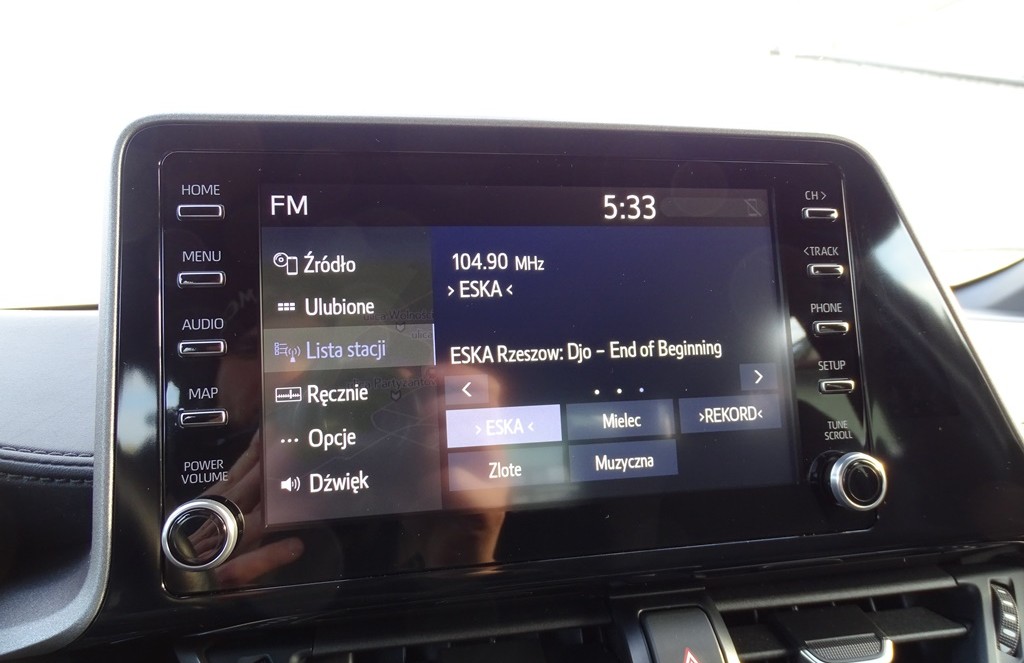 HOME
MENU
AUDIO
MAP
POWER
VOLUME
FM
5:33
Źródło
Ulubione
Lista stacji
Ręcznie
Opcje
Dźwięk
104.90 MHz
> ESKA <
ESKA Rzeszow: Djo – End of Beginning
< >
> ESKA < Mielec >REKORD<
Zlote Muzyczna
CH >
< TRACK
PHONE
SETUP
TUNE
SCROLL